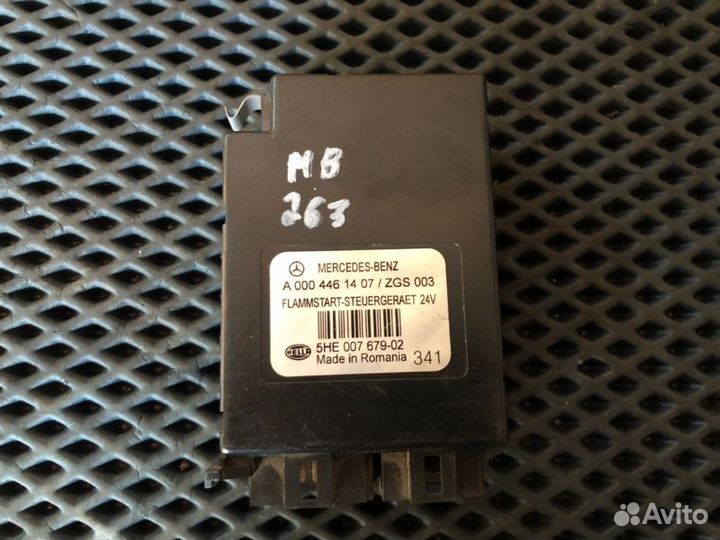 MB
263
MERCEDES-BENZ
A 000 446 14 07 / ZGS 003
FLAMMSTART-STEUERGERAET 24V
HELLA 5HE 007 679-02
Made in Romania 341
Avito